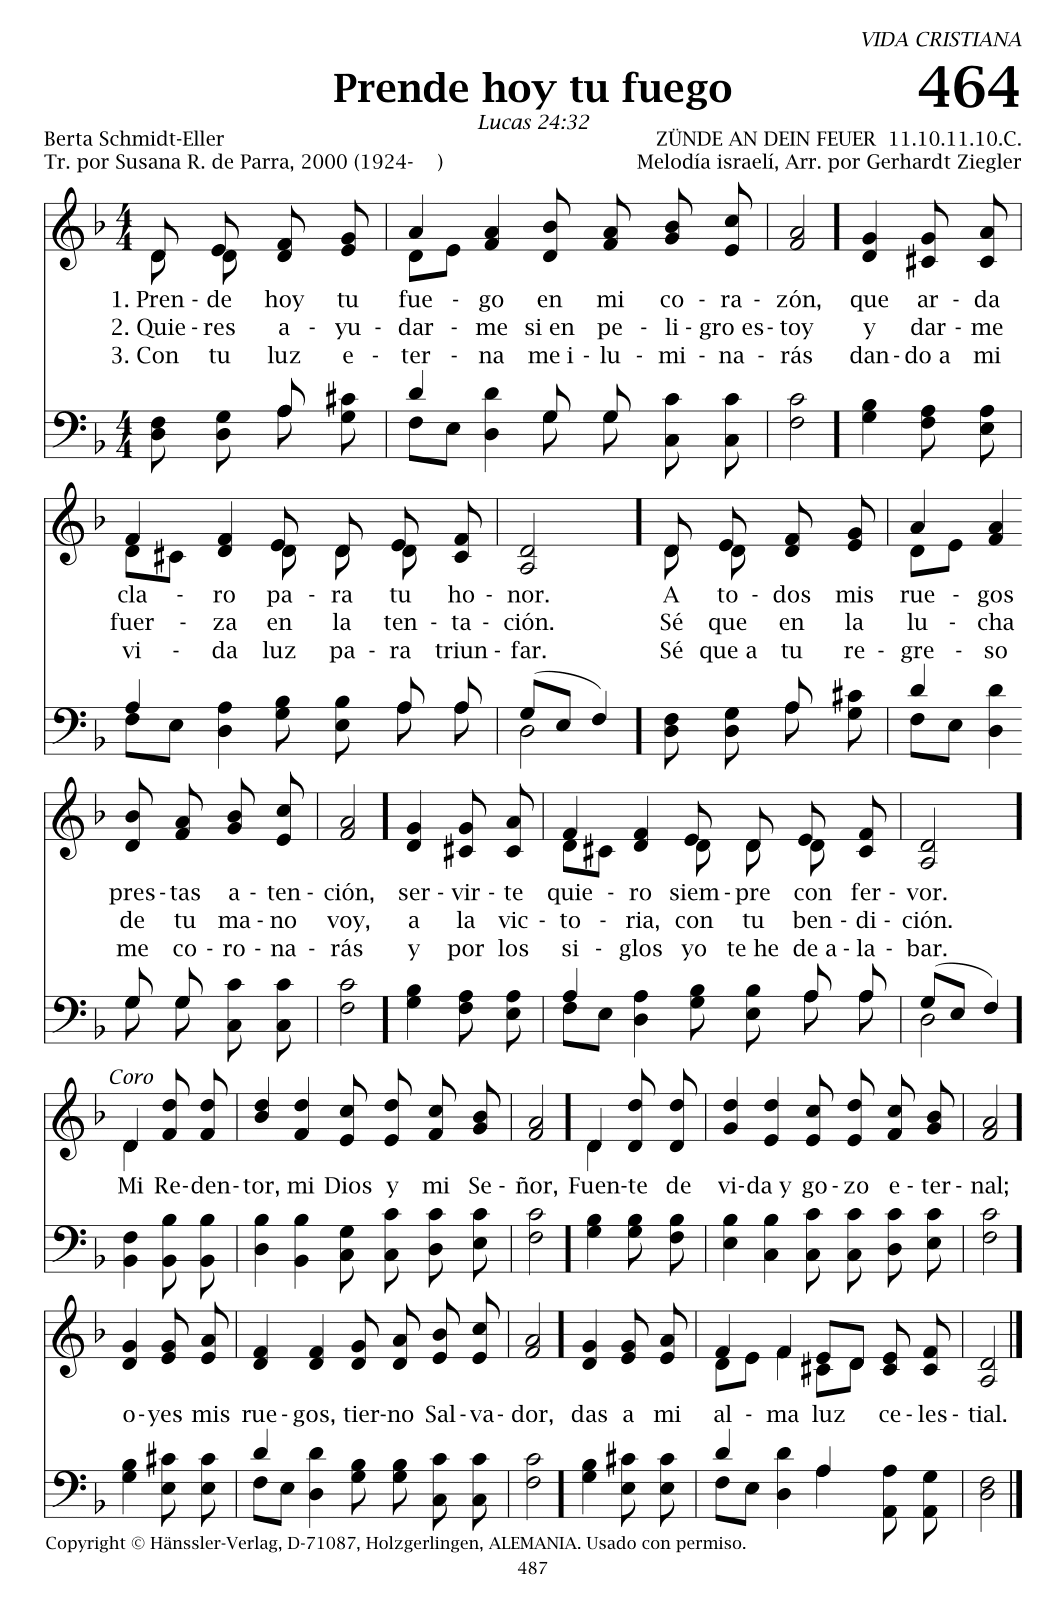 VIDA CRISTIANA
Prende hoy tu fuego 464
Lucas 24:32
Berta Schmidt-Eller ZÜNDE AN DEIN FEUER 11.10.11.10.C.
Tr. por Susana R. de Parra, 2000 (1924- ) Melodía israelí, Arr. por Gerhardt Ziegler
1. Pren - de hoy tu fue - go en mi co - ra - zón, que ar - da
2. Quie - res a - yu - dar - me si en pe - li - gro es - toy y dar - me
3. Con tu luz e - ter - na me i - lu - mi - na - rás dan - do a mi
cla - ro pa - ra tu ho - nor. A to - dos mis rue - gos
fuer - za en la ten - ta - ción. Sé que en la lu - cha
vi - da luz pa - ra triun - far. Sé que a tu re - gre - so
pres - tas a - ten - ción, ser - vir - te quie - ro siem - pre con fer - vor.
de tu ma - no voy, a la vic - to - ria, con tu ben - di - ción.
me co - ro - na - rás y por los si - glos yo te he de a - la - bar.
Coro
Mi Re - den - tor, mi Dios y mi Se - ñor, Fuen - te de vi - da y go - zo e - ter - nal;
o - yes mis rue - gos, tier - no Sal - va - dor, das a mi al - ma luz ce - les - tial.
Copyright © Hänssler-Verlag, D-71087, Holzgerlingen, ALEMANIA. Usado con permiso.
487